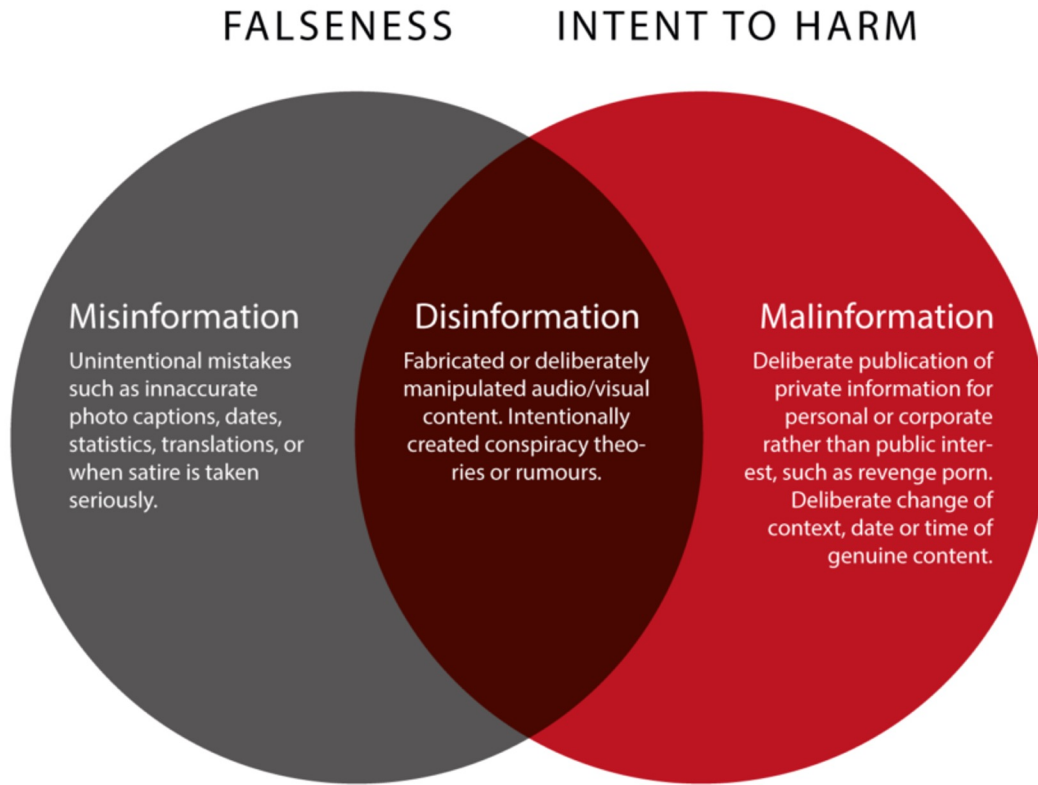 FALSENESS INTENT TO HARM
Misinformation
Unintentional mistakes
such as innaccurate
photo captions, dates,
statistics, translations, or
when satire is taken
seriously.
Disinformation
Fabricated or deliberately
manipulated audio/visual
content. Intentionally
created conspiracy theo-
ries or rumours.
Malinformation
Deliberate publication of
private information for
personal or corporate
rather than public inter-
est, such as revenge porn.
Deliberate change of
context, date or time of
genuine content.